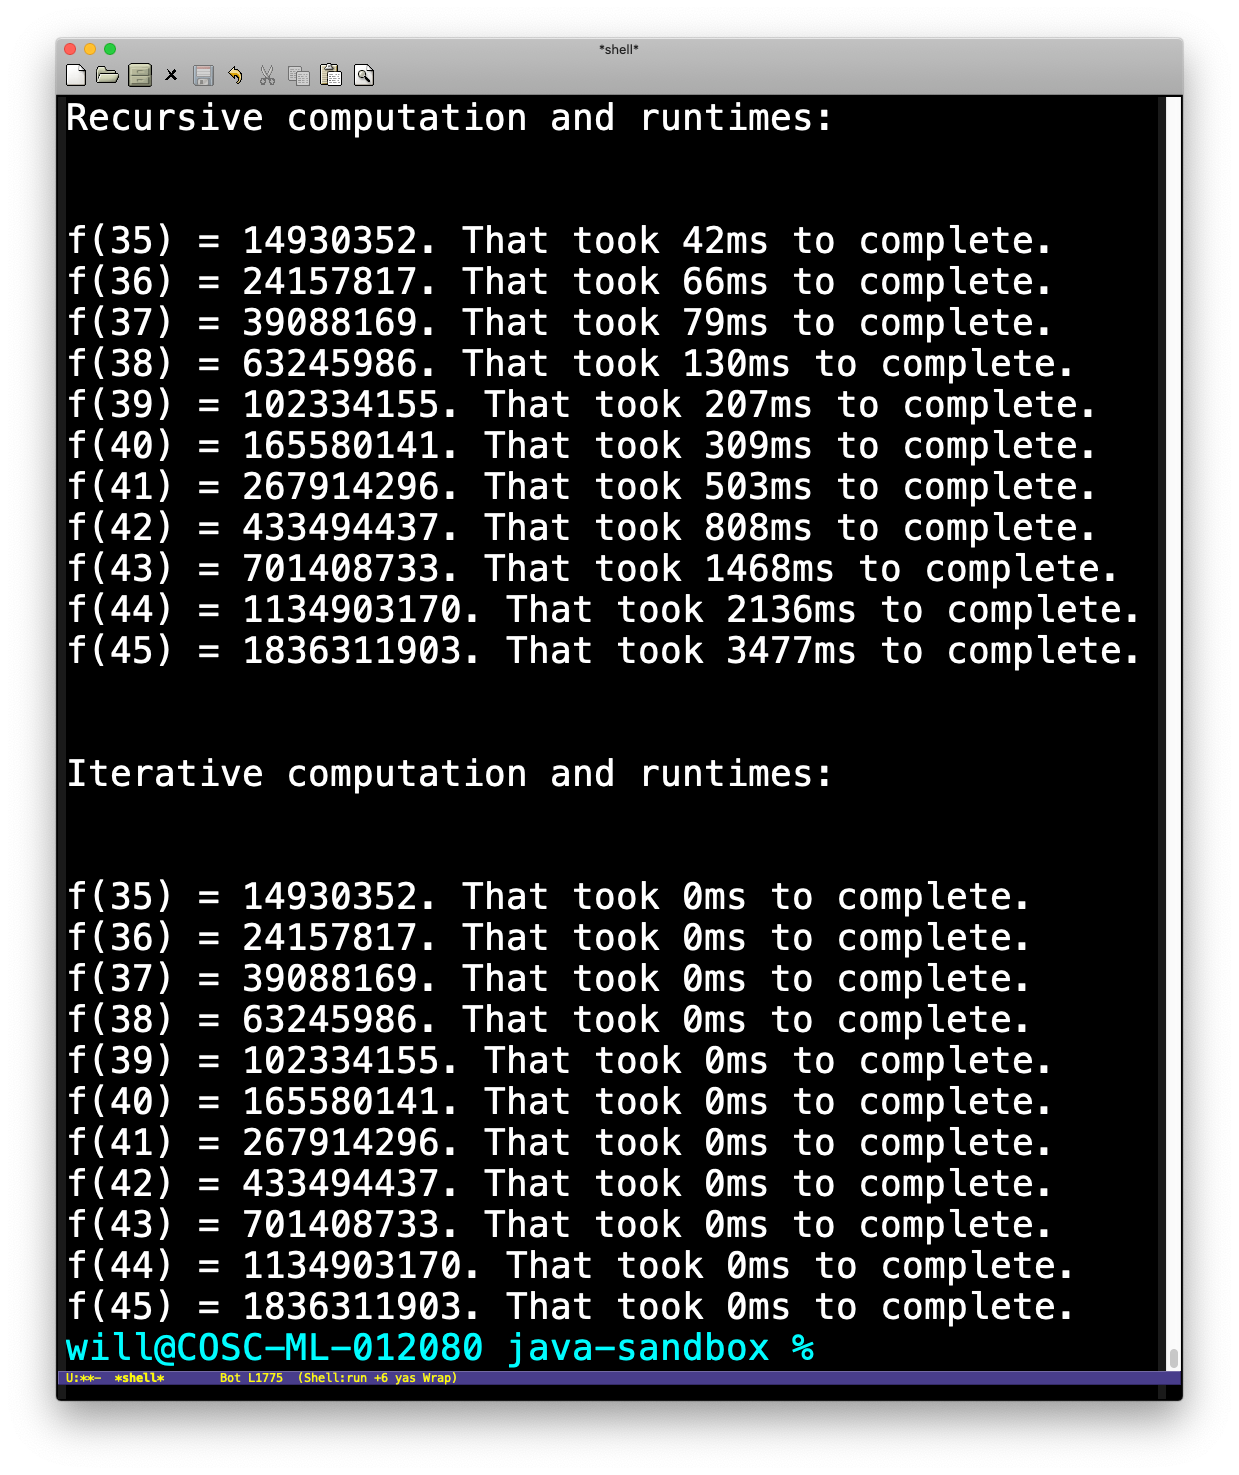 *shell*
Recursive computation and runtimes:
f(35) = 14930352. That took 42ms to complete.
f(36) = 24157817. That took 66ms to complete.
f(37) = 39088169. That took 79ms to complete.
f(38) = 63245986. That took 130ms to complete.
f(39) = 102334155. That took 207ms to complete.
f(40) = 165580141. That took 309ms to complete.
f(41) = 267914296. That took 503ms to complete.
f(42) = 433494437. That took 808ms to complete.
f(43) = 701408733. That took 1468ms to complete.
f(44) = 1134903170. That took 2136ms to complete.
f(45) = 1836311903. That took 3477ms to complete.
Iterative computation and runtimes:
f(35) = 14930352. That took 0ms to complete.
f(36) = 24157817. That took 0ms to complete.
f(37) = 39088169. That took 0ms to complete.
f(38) = 63245986. That took 0ms to complete.
f(39) = 102334155. That took 0ms to complete.
f(40) = 165580141. That took 0ms to complete.
f(41) = 267914296. That took 0ms to complete.
f(42) = 433494437. That took 0ms to complete.
f(43) = 701408733. That took 0ms to complete.
f(44) = 1134903170. That took 0ms to complete.
f(45) = 1836311903. That took 0ms to complete.
will@COSC-ML-012080 java-sandbox %
U:**- *shell* Bot L1775 (Shell:run +6 yas Wrap)